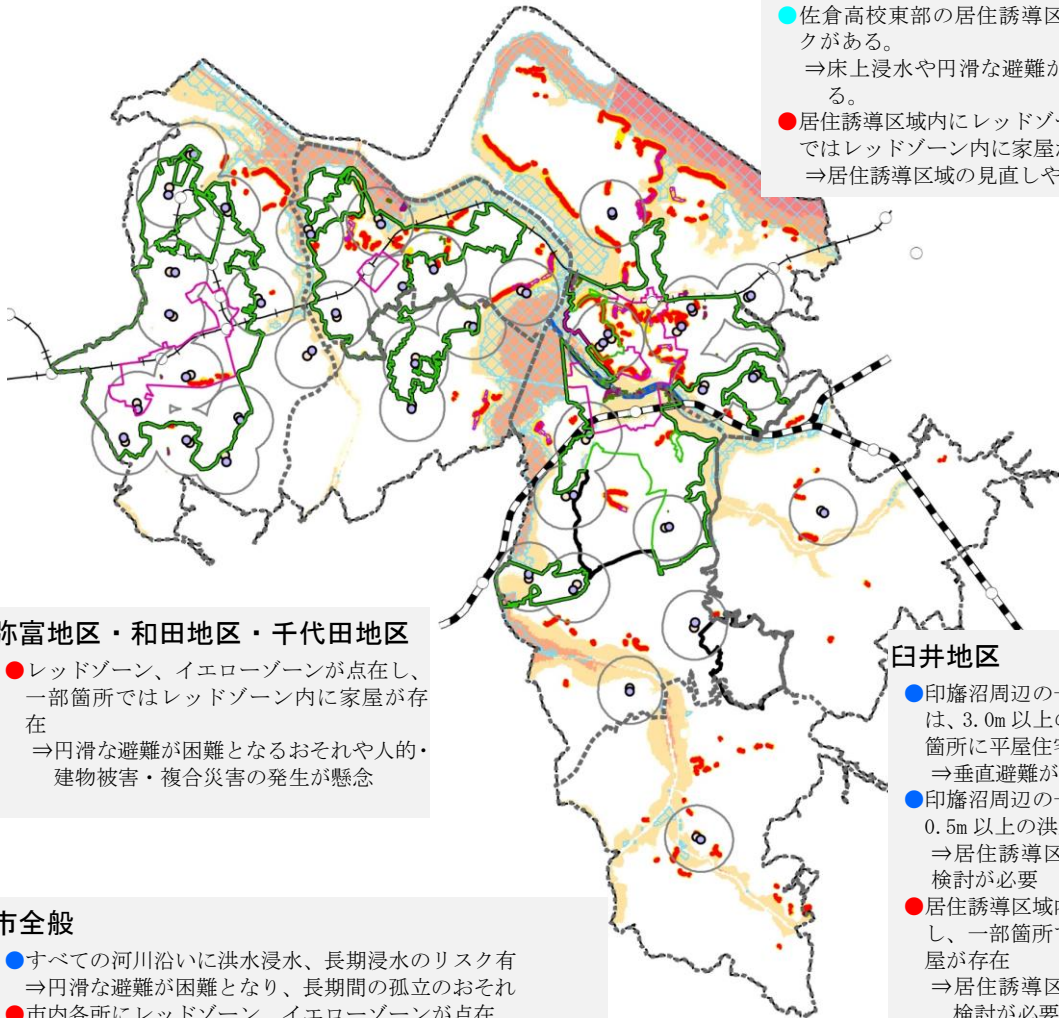 ●佐倉高校東部の居住誘導区
クがある。
⇒床上浸水や円滑な避難が
る。
●居住誘導区域内にレッドゾー
ではレッドゾーン内に家屋が
⇒居住誘導区域の見直しや
弥富地区・和田地区・千代田地区
●レッドゾーン、イエローゾーンが点在し、
一部箇所ではレッドゾーン内に家屋が存
在
⇒円滑な避難が困難となるおそれや人的・
建物被害・複合災害の発生が懸念
市全般
●すべての河川沿いに洪水浸水、長期浸水のリスク有
⇒円滑な避難が困難となり、長期間の孤立のおそれ
●市内各所にレッドゾーン、イエローゾーンが点在
臼井地区
●印旛沼周辺の一
は、3.0m 以上の
箇所に平屋住宅
⇒垂直避難が
●印旛沼周辺の一
0.5m 以上の洪
⇒居住誘導区
検討が必要
●居住誘導区域内
し、一部箇所で
屋が存在
⇒居住誘導区
検討が必要